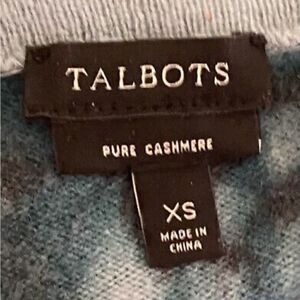 TALBOTS
PURE CASHMERE
XS
MADE IN
CHINA